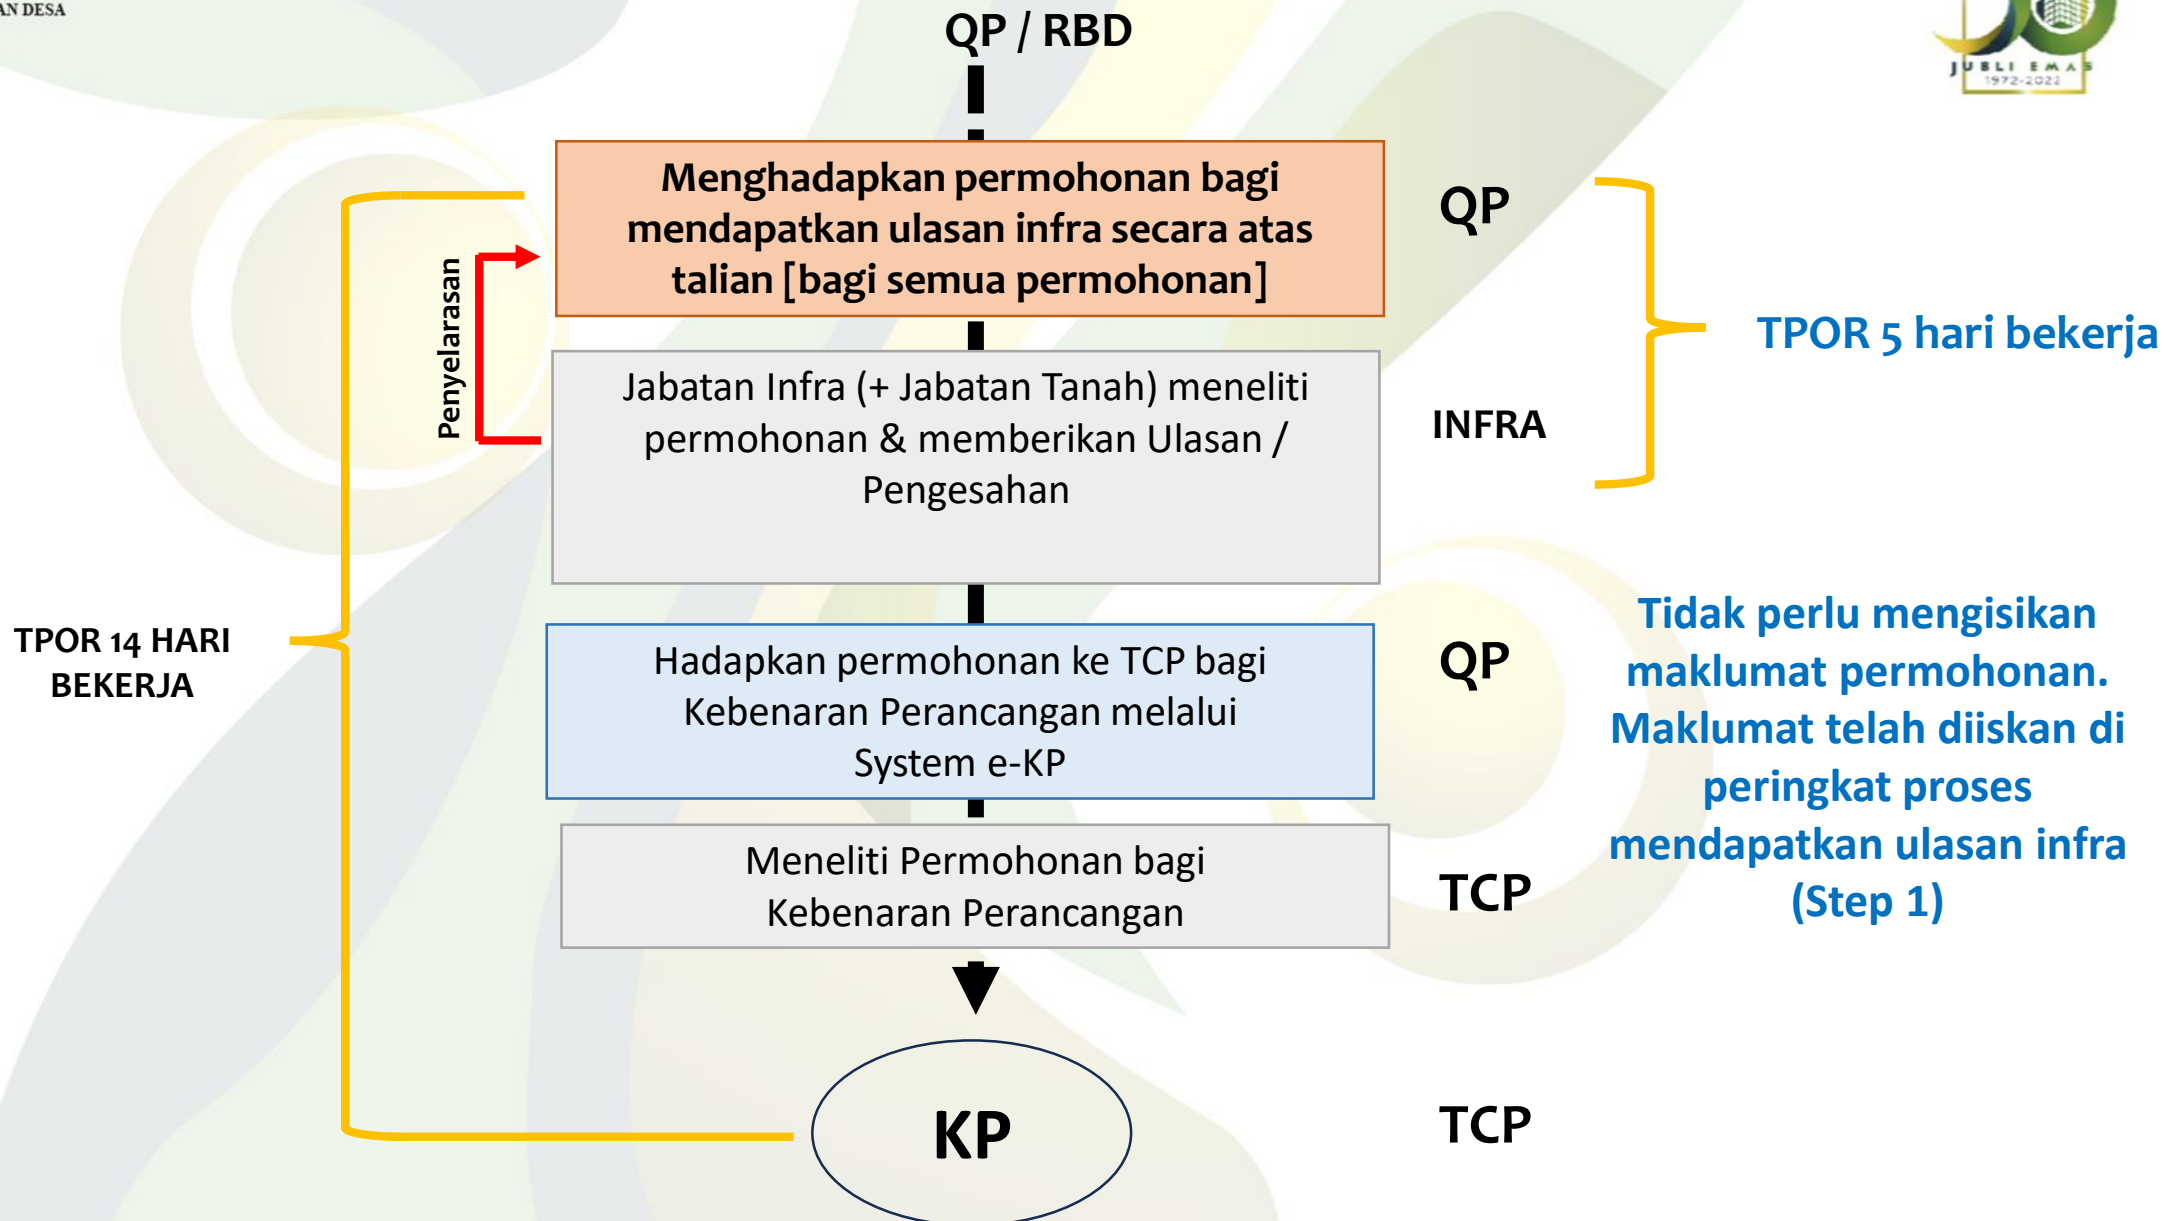 AN DESA
QP / RBD
JUBLI EMAS
1972-2022
Menghadapkan permohonan bagi
mendapatkan ulasan infra secara atas
talian [bagi semua permohonan]
QP
Penyelarasan
TPOR 5 hari bekerja
Jabatan Infra (+ Jabatan Tanah) meneliti
permohonan & memberikan Ulasan /
Pengesahan
INFRA
TPOR 14 HARI
BEKERJA
Hadapkan permohonan ke TCP bagi
Kebenaran Perancangan melalui
System e-KP
QP
Tidak perlu mengisikan
maklumat permohonan.
Maklumat telah diiskan di
peringkat proses
mendapatkan ulasan infra
(Step 1)
Meneliti Permohonan bagi
Kebenaran Perancangan
TCP
KP
TCP